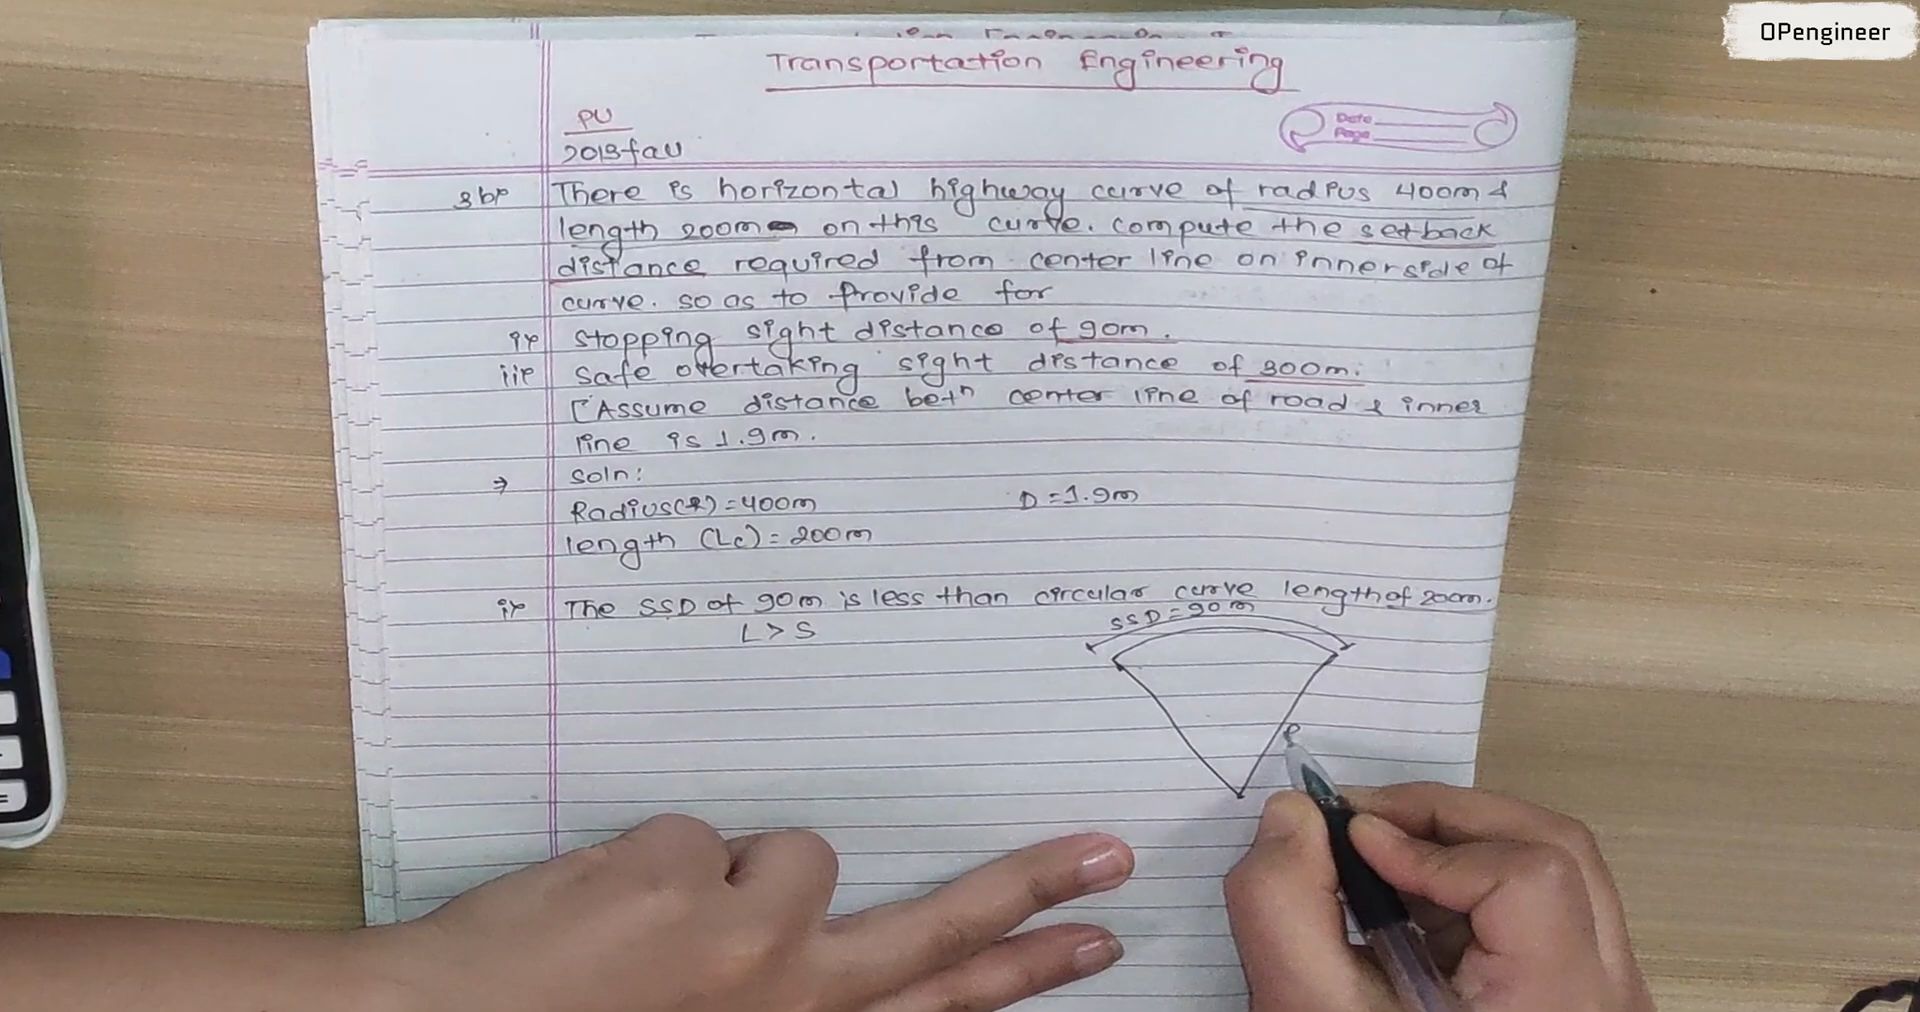 OPengineer
Transportation Engineering
PU
2013 fall
Date
Page
3b) There is horizontal highway curve of radius 400m &
length 200m on this curve. compute the setback
distance required from center line on inner side of
curve. so as to provide for
i) stopping sight distance of 90m.
ii) safe overtaking sight distance of 300m.
[Assume distance betn center line of road & inner
line is 1.9m.
→ soln:
Radius(R) = 400m D = 1.9m
length (Lc) = 200m
i) The SSD of 90m is less than circular curve length of 200m.
L > S
SSD = 90m
R